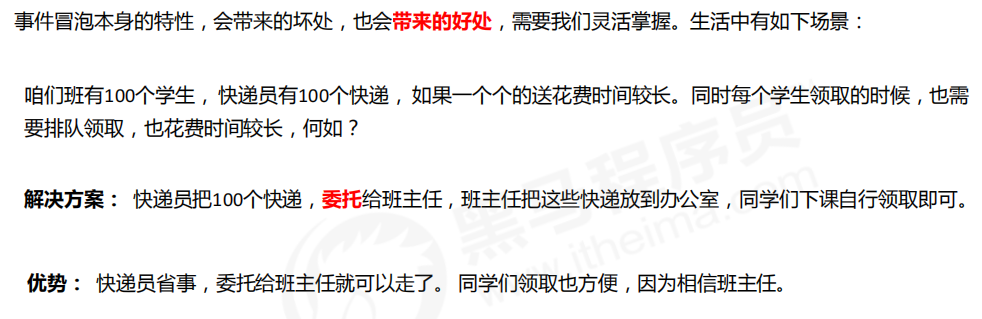 事件冒泡本身的特性，会带来的坏处，也会带来的好处，需要我们灵活掌握。生活中有如下场景：
咱们班有100个学生， 快递员有100个快递， 如果一个个的送花费时间较长。同时每个学生领取的时候，也需
要排队领取，也花费时间较长，何如？
解决方案： 快递员把100个快递，委托给班主任，班主任把这些快递放到办公室，同学们下课自行领取即可。
优势： 快递员省事，委托给班主任就可以走了。 同学们领取也方便，因为相信班主任。
黑马程序员
www.itheima.com